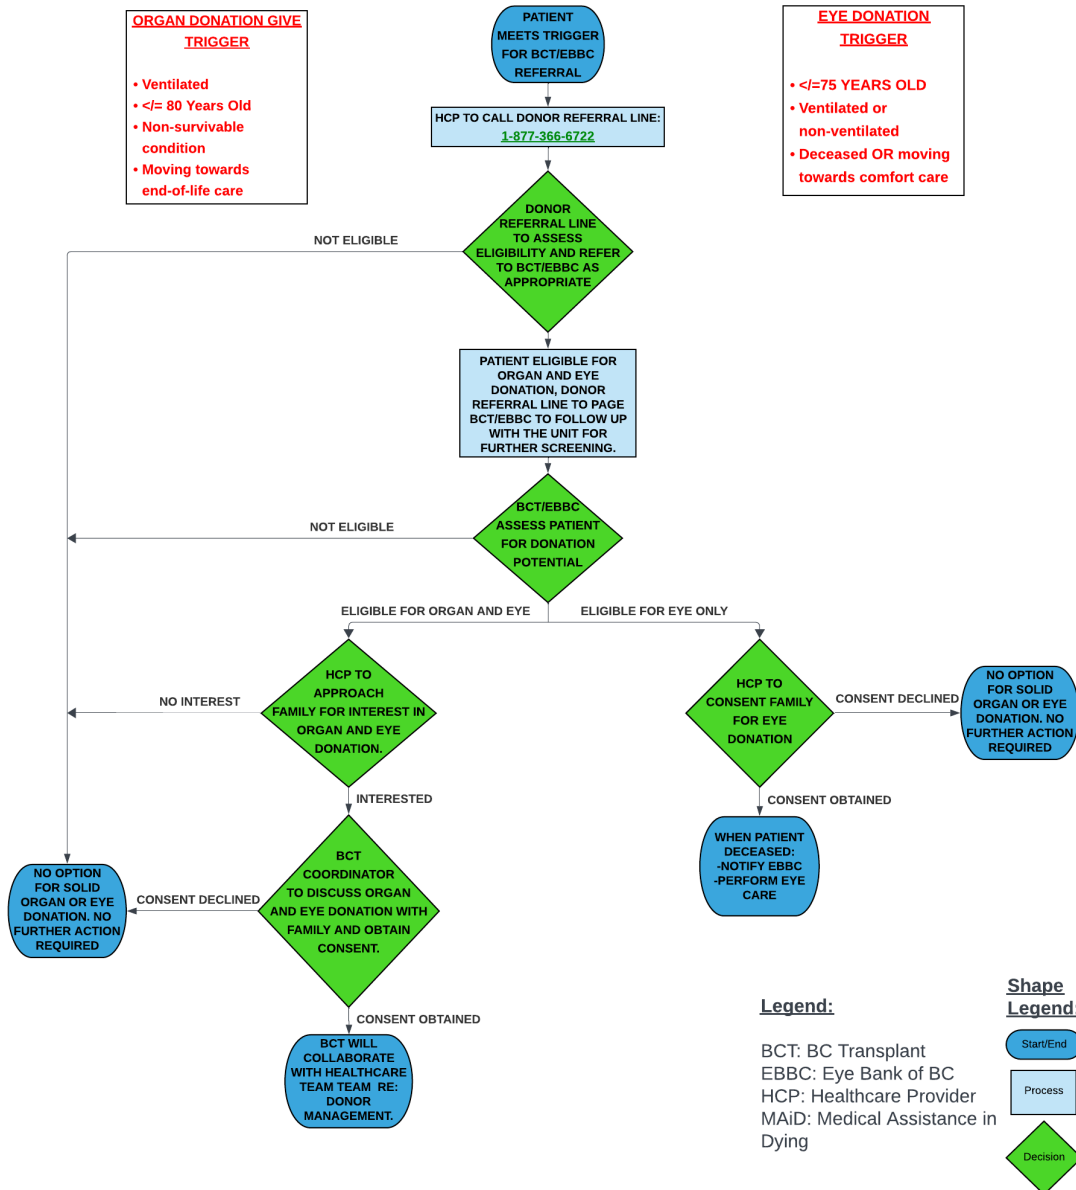 ORGAN DONATION GIVE
TRIGGER
• Ventilated
• </= 80 Years Old
• Non-survivable
condition
• Moving towards
end-of-life care
PATIENT
MEETS TRIGGER
FOR BCT/EBBC
REFERRAL
EYE DONATION
TRIGGER
• </=75 YEARS OLD
• Ventilated or
non-ventilated
• Deceased OR moving
towards comfort care
HCP TO CALL DONOR REFERRAL LINE:
1-877-366-6722
DONOR
REFERRAL LINE
TO ASSESS
ELIGIBILITY AND REFER
TO BCT/EBBC AS
APPROPRIATE
NOT ELIGIBLE
PATIENT ELIGIBLE FOR
ORGAN AND EYE
DONATION, DONOR
REFERRAL LINE TO PAGE
BCT/EBBC TO FOLLOW UP
WITH THE UNIT FOR
FURTHER SCREENING.
BCT/EBBC
ASSESS PATIENT
FOR DONATION
POTENTIAL
NOT ELIGIBLE
ELIGIBLE FOR ORGAN AND EYE
ELIGIBLE FOR EYE ONLY
HCP TO
APPROACH
FAMILY FOR INTEREST IN
ORGAN AND EYE
DONATION.
NO INTEREST
HCP TO
CONSENT FAMILY
FOR EYE
DONATION
CONSENT DECLINED
NO OPTION
FOR SOLID
ORGAN OR EYE
DONATION. NO
FURTHER ACTION
REQUIRED
INTERESTED
CONSENT OBTAINED
WHEN PATIENT
DECEASED:
-NOTIFY EBBC
-PERFORM EYE
CARE
BCT
COORDINATOR
TO DISCUSS ORGAN
AND EYE DONATION WITH
FAMILY AND OBTAIN
CONSENT.
CONSENT DECLINED
NO OPTION
FOR SOLID
ORGAN OR EYE
DONATION. NO
FURTHER ACTION
REQUIRED
CONSENT OBTAINED
BCT WILL
COLLABORATE
WITH HEALTHCARE
TEAM TEAM RE:
DONOR
MANAGEMENT.
Legend:
BCT: BC Transplant
EBBC: Eye Bank of BC
HCP: Healthcare Provider
MAiD: Medical Assistance in
Dying
Shape
Legend:
Start/End
Process
Decision